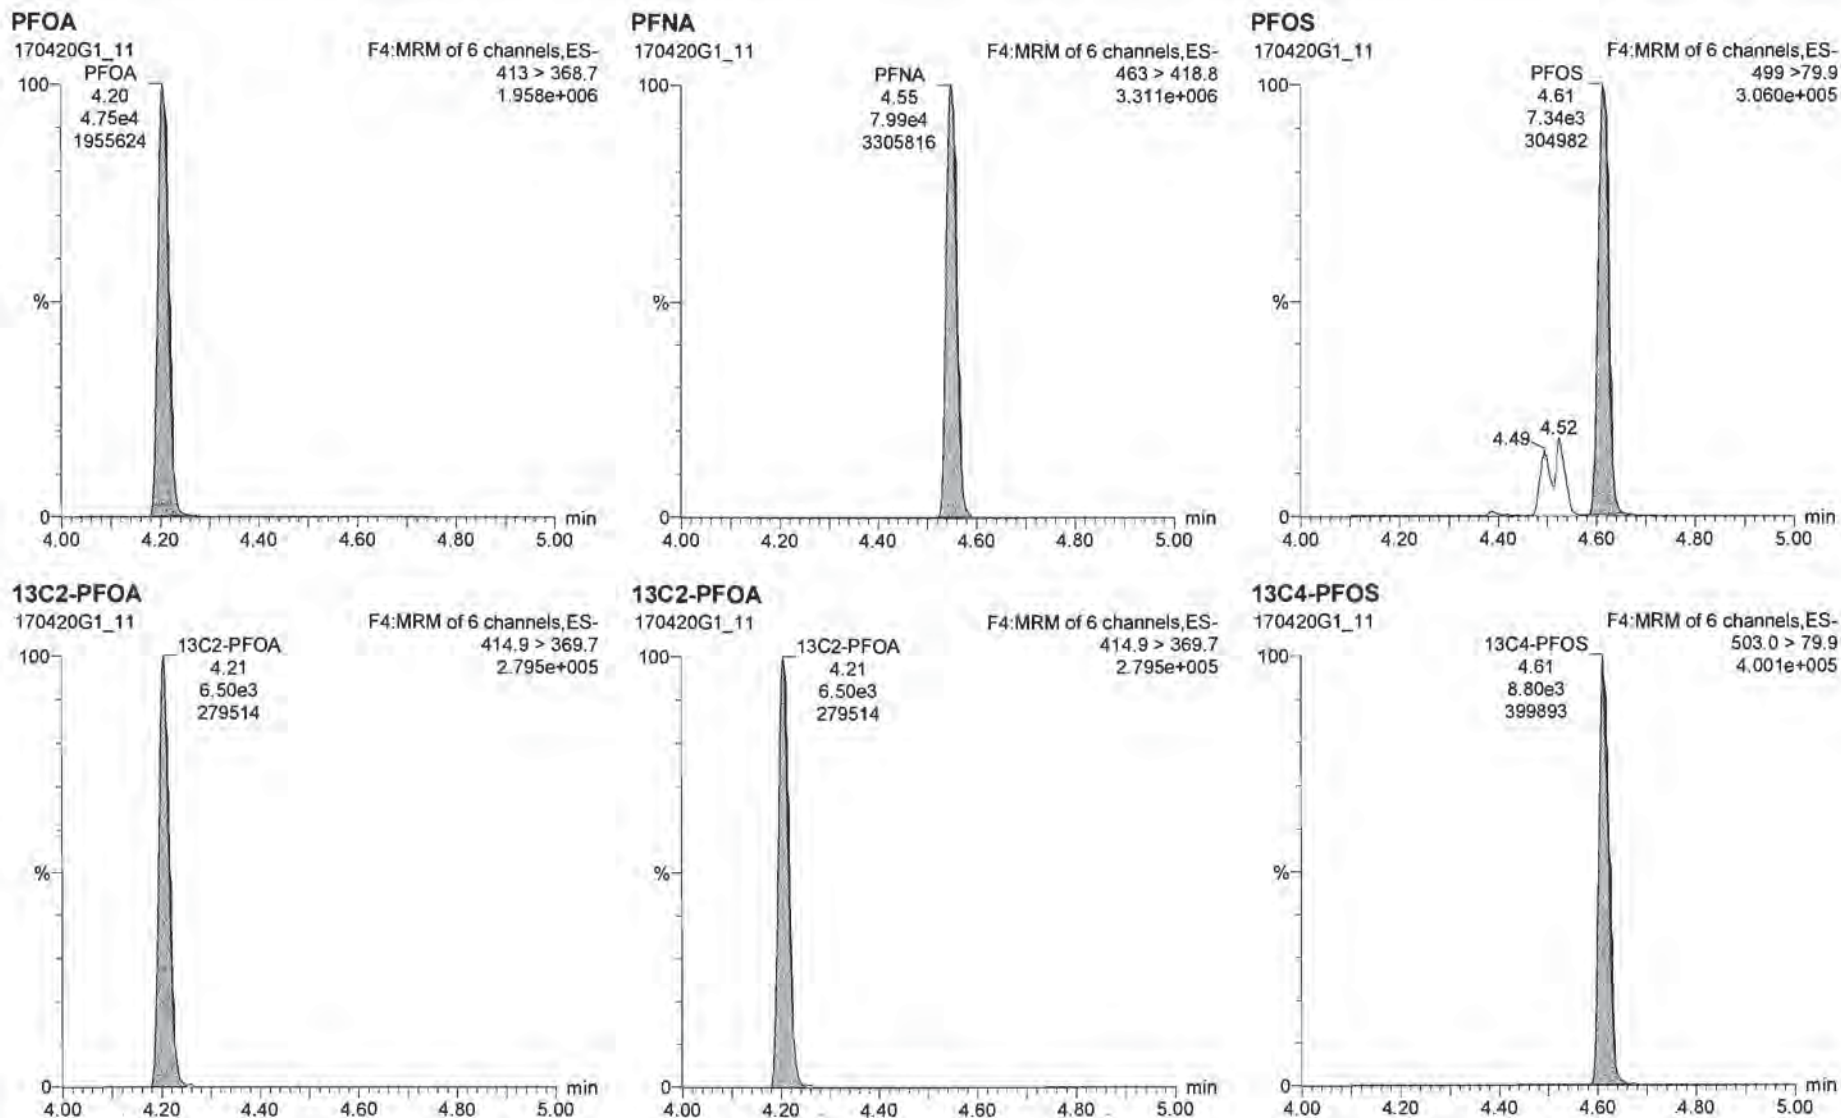 PFOA
170420G1_11
F4:MRM of 6 channels,ES-
413 > 368.7
1.958e+006
PFOA
4.20
4.75e4
1955624
100
%
0
min
4.00 4.20 4.40 4.60 4.80 5.00
PFNA
170420G1_11
F4:MRM of 6 channels,ES-
463 > 418.8
3.311e+006
PFNA
4.55
7.99e4
3305816
100
%
0
min
4.00 4.20 4.40 4.60 4.80 5.00
PFOS
170420G1_11
F4:MRM of 6 channels,ES-
499 >79.9
3.060e+005
PFOS
4.61
7.34e3
304982
100
%
4.49 4.52
0
min
4.00 4.20 4.40 4.60 4.80 5.00
13C2-PFOA
170420G1_11
F4:MRM of 6 channels,ES-
414.9 > 369.7
2.795e+005
13C2-PFOA
4.21
6.50e3
279514
100
%
0
min
4.00 4.20 4.40 4.60 4.80 5.00
13C2-PFOA
170420G1_11
F4:MRM of 6 channels,ES-
414.9 > 369.7
2.795e+005
13C2-PFOA
4.21
6.50e3
279514
100
%
0
min
4.00 4.20 4.40 4.60 4.80 5.00
13C4-PFOS
170420G1_11
F4:MRM of 6 channels,ES-
503.0 > 79.9
4.001e+005
13C4-PFOS
4.61
8.80e3
399893
100
%
0
min
4.00 4.20 4.40 4.60 4.80 5.00